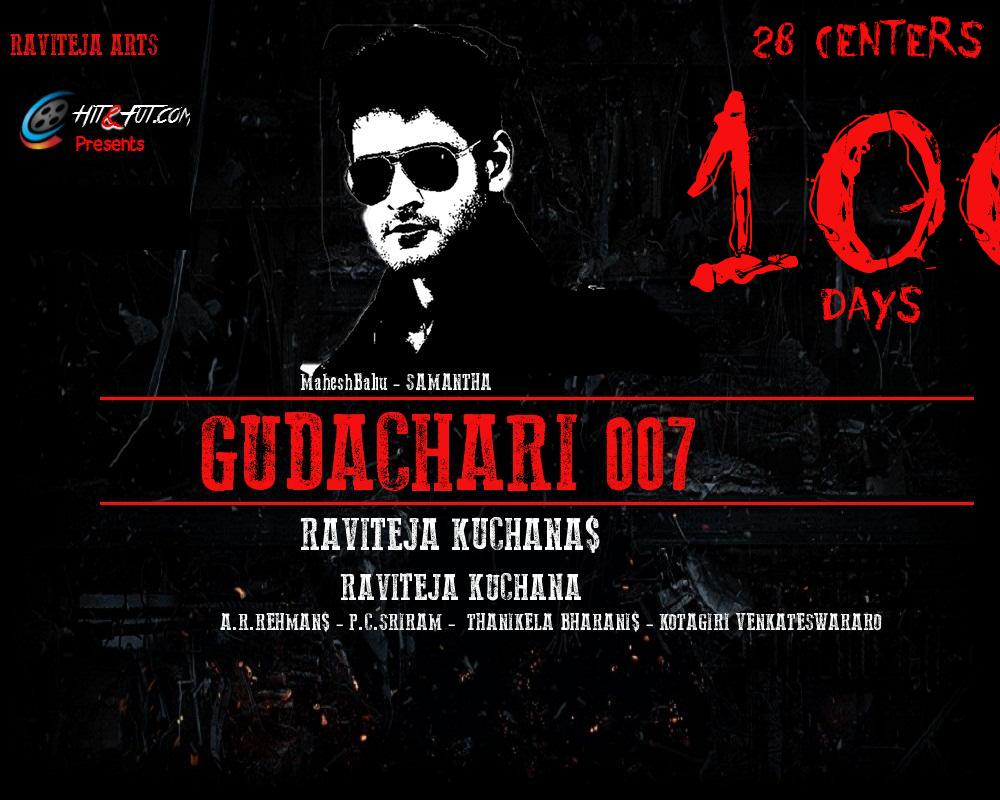 RAVITEJA ARTS
28 CENTERS
HIT&FUT.COM
Presents
100
DAYS
MaheshBabu - SAMANTHA
GUDACHARI 007
RAVITEJA KUCHANA$
RAVITEJA KUCHANA
A.R.REHMAN$ - P.C.SRIRAM - THANIKELA BHARANI$ - KOTAGIRI VENKATESWARARO